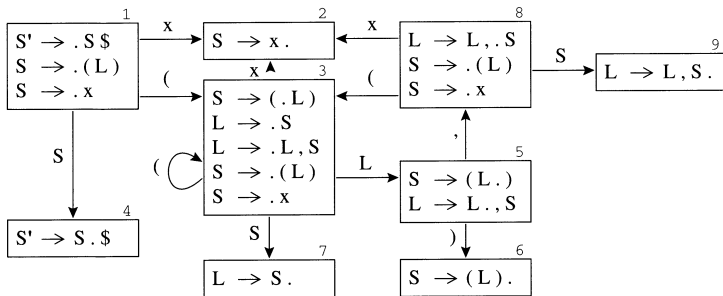 1
S' → .S$
S → .(L)
S → .x
x
(
S
2
S → x.
x
3
S → (.L)
L → .S
L → .L,S
S → .(L)
S → .x
(
L
S
8
L → L,.S
S → .(L)
S → .x
x
(
S
9
L → L,S.
,
4
S' → S.$
5
S → (L.)
L → L.,S
)
7
L → S.
6
S → (L).